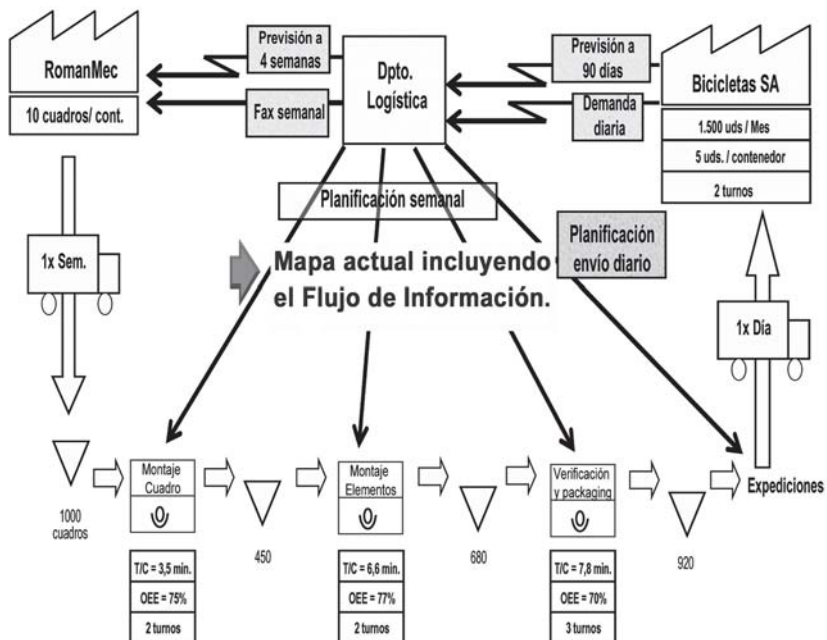 RomanMec
10 cuadros/ cont.
Previsión a
4 semanas
Fax semanal
Dpto.
Logística
Previsión a
90 días
Demanda
diaria
Bicicletas SA
1.500 uds / Mes
5 uds. / contenedor
2 turnos
Planificación semanal
Planificación
envío diario
1x Sem.
Mapa actual incluyendo
el Flujo de Información.
1x Día
1000
cuadros
Montaje
Cuadro
T/C = 3,5 min.
OEE = 75%
2 turnos
450
Montaje
Elementos
T/C = 6,6 min.
OEE = 77%
2 turnos
680
Verificación
y packaging
T/C = 7,8 min.
OEE = 70%
3 turnos
920
Expediciones